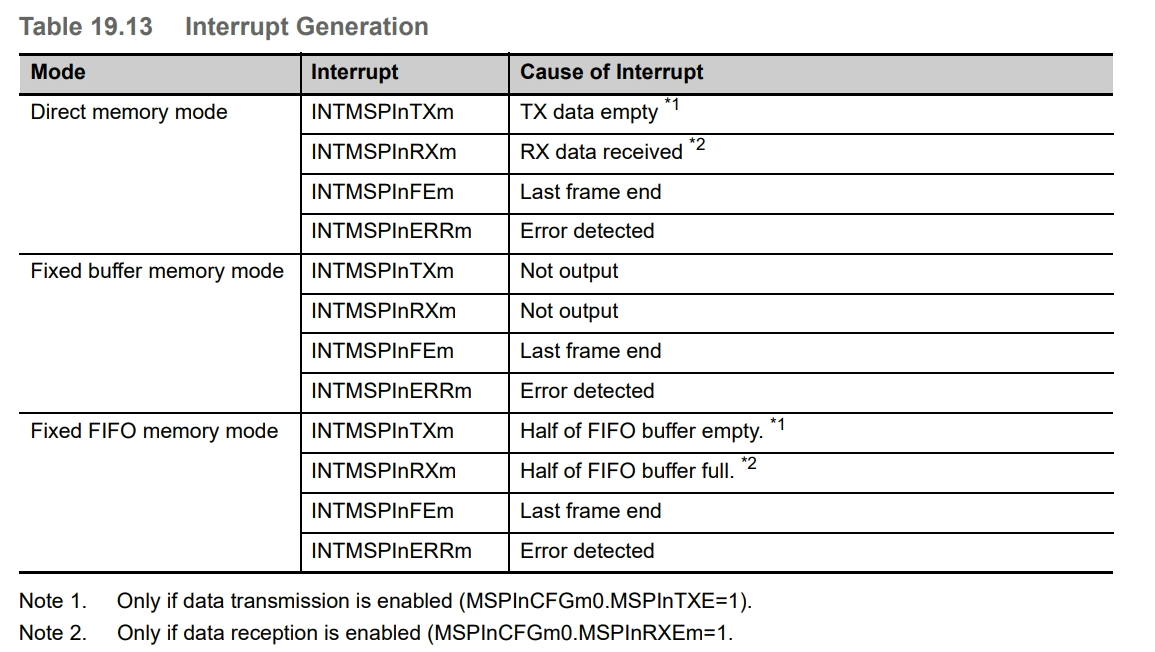 Table 19.13 Interrupt Generation
Mode Interrupt Cause of Interrupt
Direct memory mode INTMSPInTXm TX data empty *1
INTMSPInRXm RX data received *2
INTMSPInFEm Last frame end
INTMSPInERRm Error detected
Fixed buffer memory mode INTMSPInTXm Not output
INTMSPInRXm Not output
INTMSPInFEm Last frame end
INTMSPInERRm Error detected
Fixed FIFO memory mode INTMSPInTXm Half of FIFO buffer empty. *1
INTMSPInRXm Half of FIFO buffer full. *2
INTMSPInFEm Last frame end
INTMSPInERRm Error detected
Note 1. Only if data transmission is enabled (MSPInCFGm0.MSPInTXE=1).
Note 2. Only if data reception is enabled (MSPInCFGm0.MSPInRXEm=1.